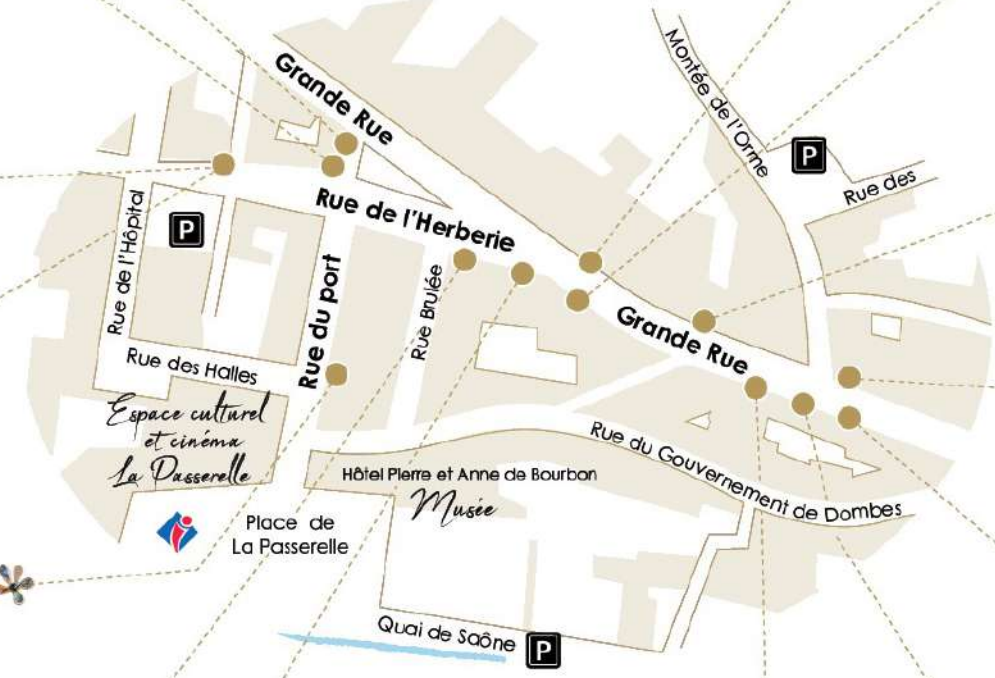 Grande Rue
Montée de l'Orme
P
Rue des
Rue de l'Herberie
P
Rue de l'Hôpital
Rue du port
Rue Brulée
Grande Rue
Rue des Halles
Espace culturel
et cinéma
La Passerelle
Rue du Gouvernement de Dombes
Hôtel Pierre et Anne de Bourbon
Musée
Place de
La Passerelle
Quai de Saône
P